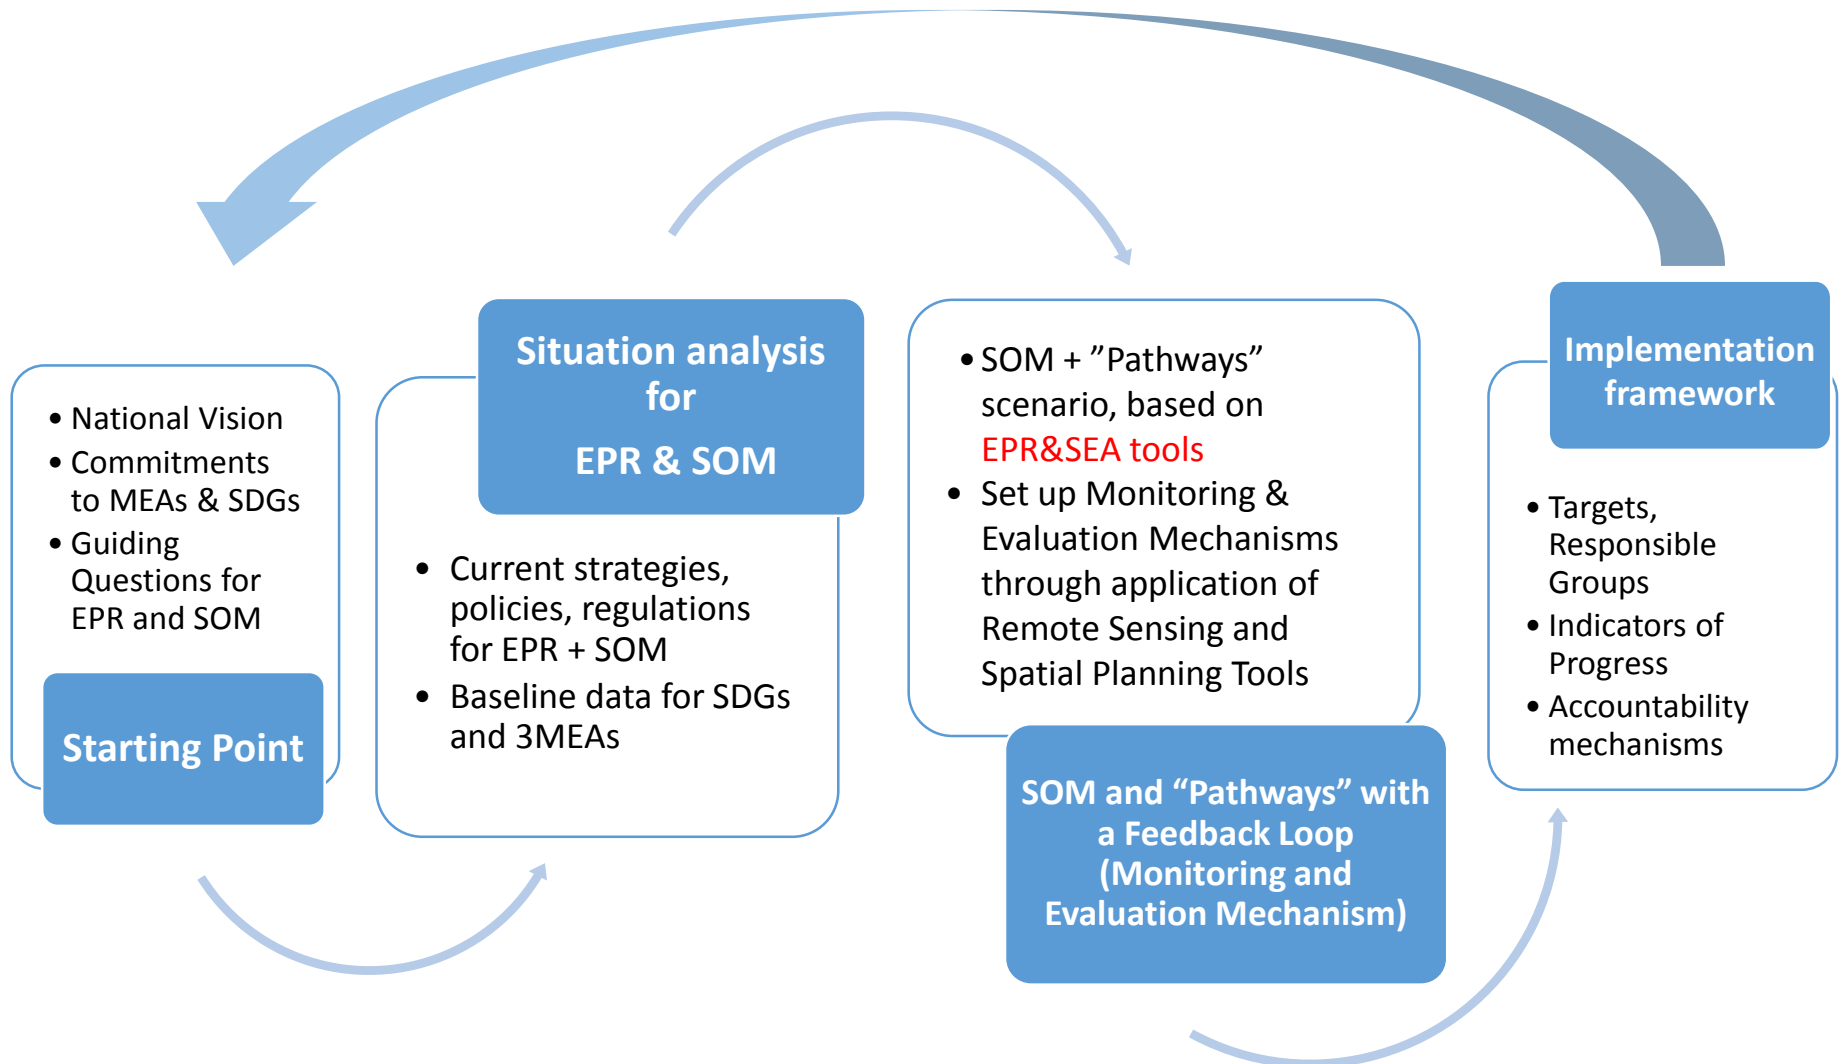 • National Vision
• Commitments
to MEAs & SDGs
• Guiding
Questions for
EPR and SOM
Starting Point
Situation analysis
for
EPR & SOM
• Current strategies,
policies, regulations
for EPR + SOM
• Baseline data for SDGs
and 3MEAs
• SOM + ”Pathways”
scenario, based on
EPR&SEA tools
• Set up Monitoring &
Evaluation Mechanisms
through application of
Remote Sensing and
Spatial Planning Tools
SOM and “Pathways” with
a Feedback Loop
(Monitoring and
Evaluation Mechanism)
Implementation
framework
• Targets,
Responsible
Groups
• Indicators of
Progress
• Accountability
mechanisms